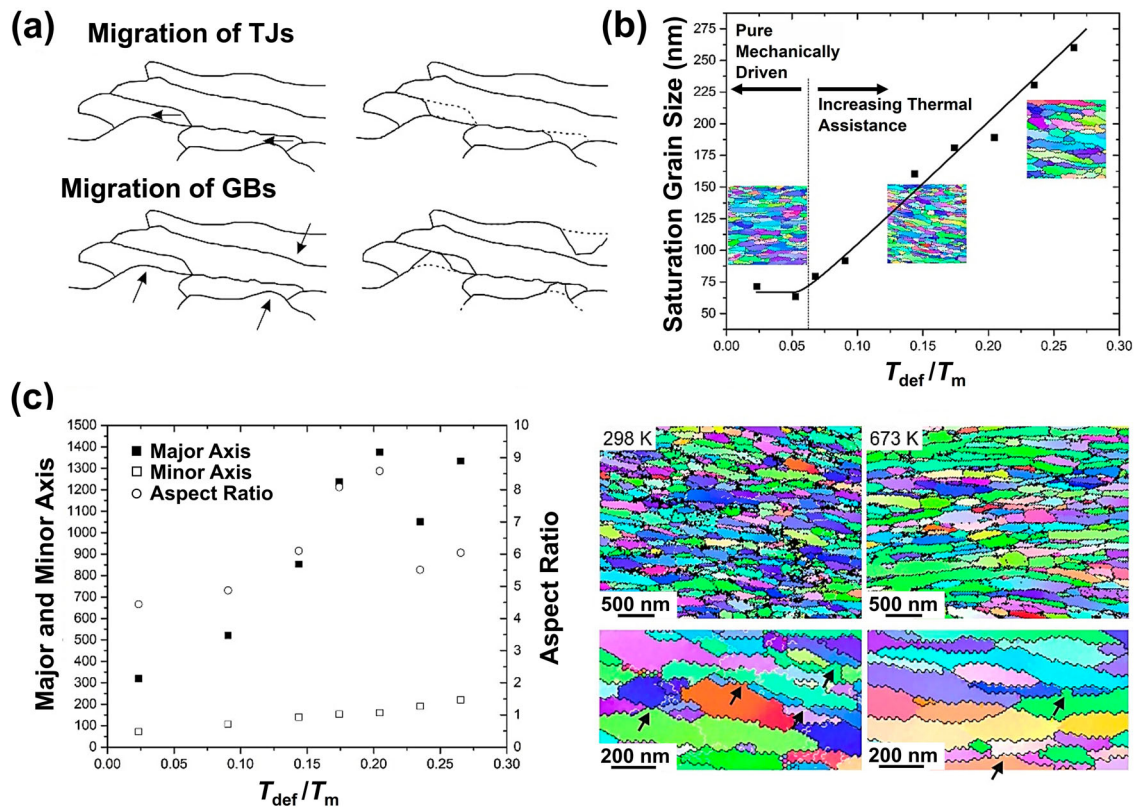 (a)
Migration of TJs
Migration of GBs
(b)
Saturation Grain Size (nm)
275
250
225
200
175
150
125
100
75
50
Pure
Mechanically
Driven
Increasing Thermal
Assistance
0.00 0.05 0.10 0.15 0.20 0.25 0.30
T_def / T_m
(c)
Major and Minor Axis
1500
1400
1300
1200
1100
1000
900
800
700
600
500
400
300
200
100
0
Major Axis
Minor Axis
Aspect Ratio
10
9
8
7
6
5
4
3
2
1
0
Aspect Ratio
0.00 0.05 0.10 0.15 0.20 0.25 0.30
T_def / T_m
298 K
500 nm
673 K
500 nm
200 nm
200 nm